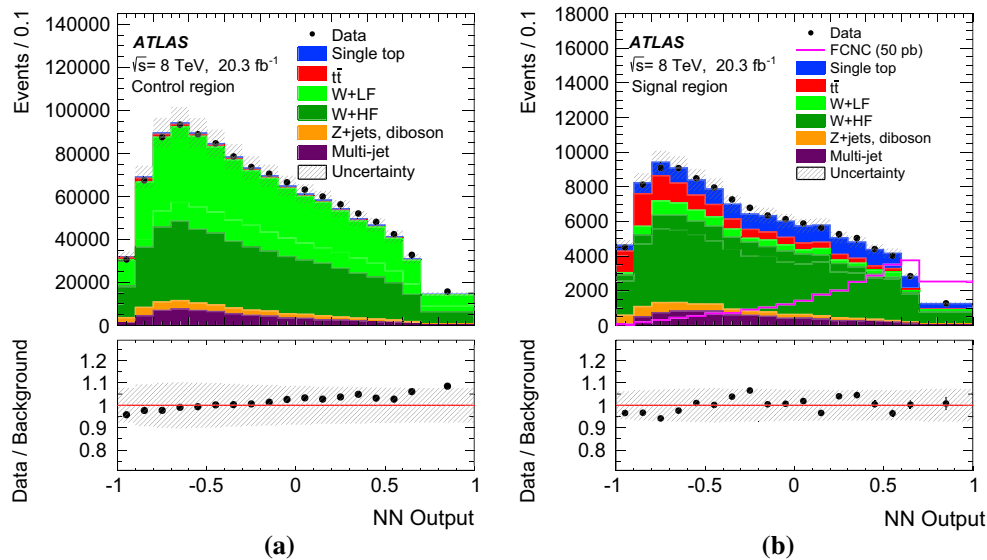 Events / 0.1
140000
120000
100000
80000
60000
40000
20000
0
ATLAS
√s= 8 TeV, 20.3 fb⁻¹
Control region
Data
Single top
tt̄
W+LF
W+HF
Z+jets, diboson
Multi-jet
Uncertainty
Data / Background
1.2
1.1
1
0.9
0.8
-1 -0.5 0 0.5 1
NN Output
(a)
Events / 0.1
18000
16000
14000
12000
10000
8000
6000
4000
2000
0
ATLAS
√s= 8 TeV, 20.3 fb⁻¹
Signal region
Data
FCNC (50 pb)
Single top
tt̄
W+LF
W+HF
Z+jets, diboson
Multi-jet
Uncertainty
Data / Background
1.2
1.1
1
0.9
0.8
-1 -0.5 0 0.5 1
NN Output
(b)